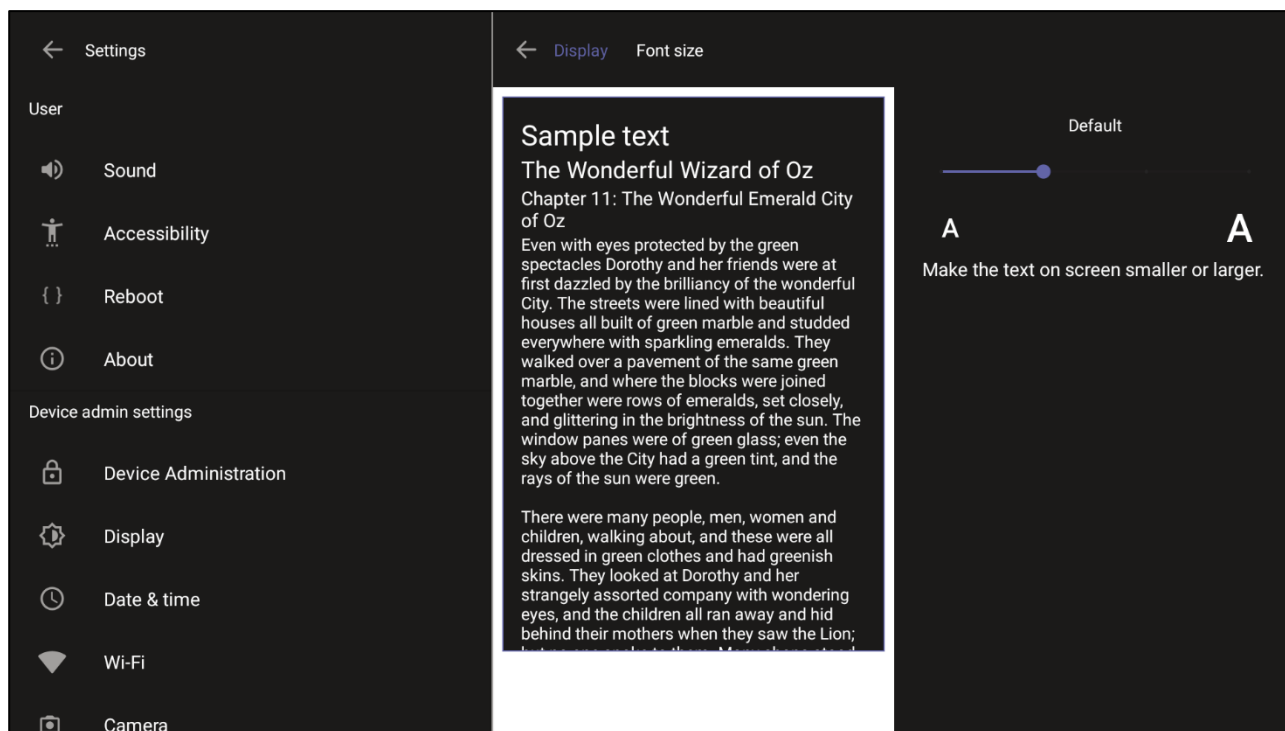 Settings
User
Sound
Accessibility
Reboot
About
Device admin settings
Device Administration
Display
Date & time
Wi-Fi
Camera
Display Font size
Sample text
The Wonderful Wizard of Oz
Chapter 11: The Wonderful Emerald City
of Oz
Even with eyes protected by the green
spectacles Dorothy and her friends were at
first dazzled by the brilliancy of the wonderful
City. The streets were lined with beautiful
houses all built of green marble and studded
everywhere with sparkling emeralds. They
walked over a pavement of the same green
marble, and where the blocks were joined
together were rows of emeralds, set closely,
and glittering in the brightness of the sun. The
window panes were of green glass; even the
sky above the City had a green tint, and the
rays of the sun were green.
There were many people, men, women and
children, walking about, and these were all
dressed in green clothes and had greenish
skins. They looked at Dorothy and her
strangely assorted company with wondering
eyes, and the children all ran away and hid
behind their mothers when they saw the Lion;
Default
A A
Make the text on screen smaller or larger.